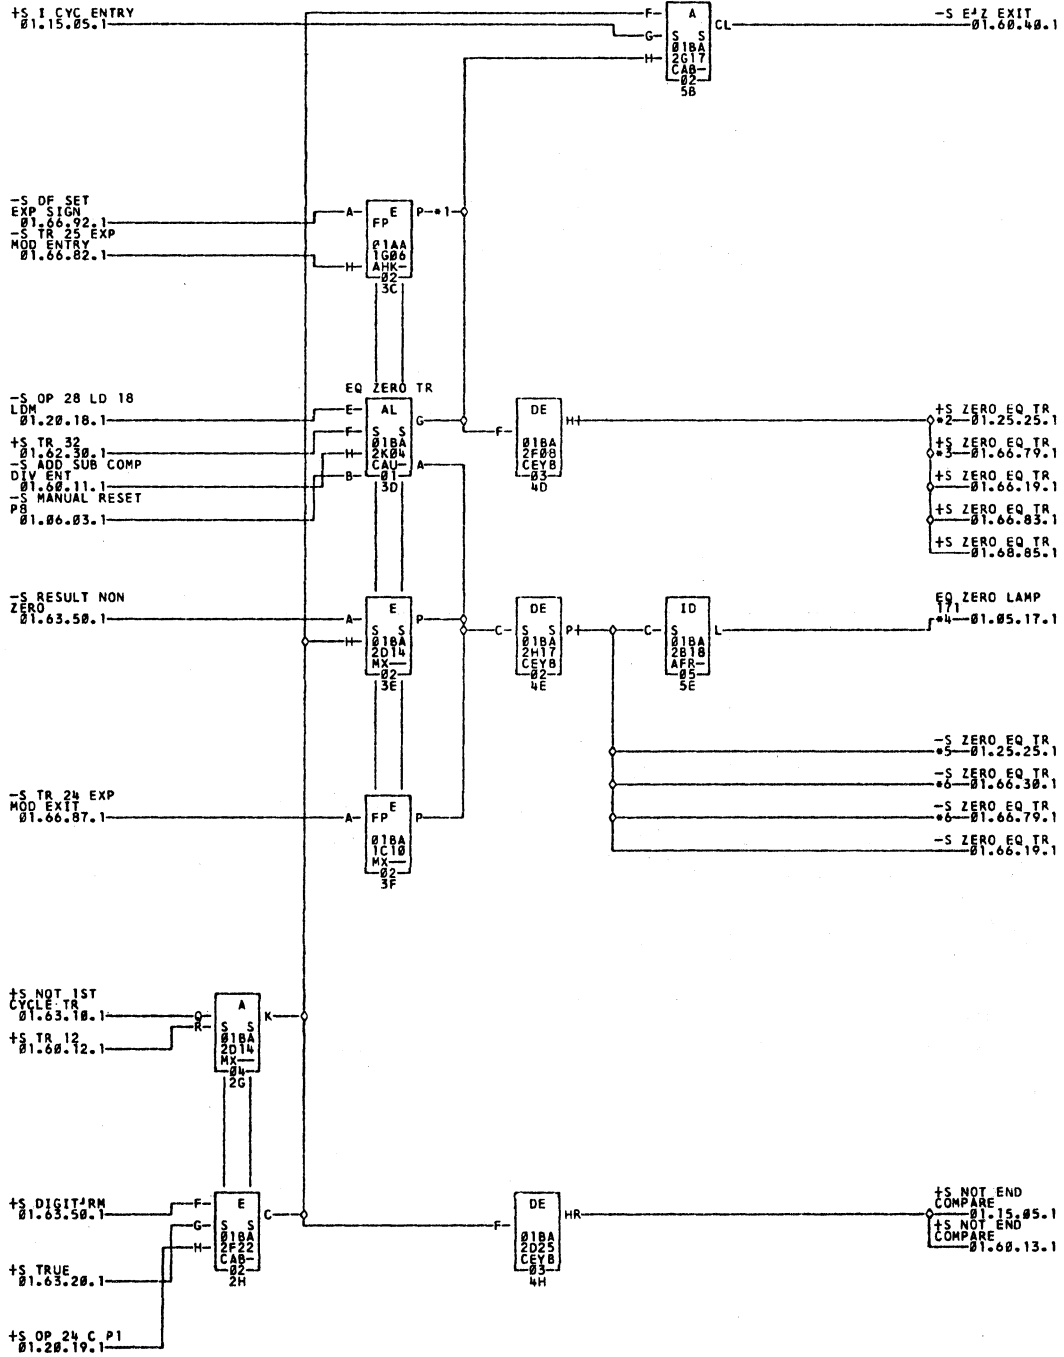 +S I CYC ENTRY
01.15.05.1
F
G
H
A
S S
01BA
2G17
CAB-
02
5B
CL
-S E+Z EXIT
01.60.40.1
-S DF SET
EXP SIGN
01.66.92.1
-S TR 25 EXP
MOD ENTRY
01.66.82.1
A
H
E
FP
01AA
1G06
AHK-
02
3C
P *1
-S OP 28 LD 18
LDM
01.20.18.1
+S TR 32
01.62.30.1
-S ADD SUB COMP
DIV ENT
01.60.11.1
-S MANUAL RESET
P8
01.06.03.1
EQ ZERO TR
E
F
H
B
AL
S S
01BA
2K04
CAU-
01
3D
G
A
F
DE
01BA
2F08
CEYB
03
4D
H+
+S ZERO EQ TR
*2 01.25.25.1
+S ZERO EQ TR
*3 01.66.79.1
+S ZERO EQ TR
01.66.19.1
+S ZERO EQ TR
01.66.83.1
+S ZERO EQ TR
01.68.85.1
-S RESULT NON
ZERO
01.63.50.1
A
H
E
S S
01BA
2D14
MX--
02
3E
P
C
DE
S S
01BA
2H17
CEYB
02
4E
P+
C
ID
S
01BA
2B18
AFR-
05
5E
L
EQ ZERO LAMP
171
*4 01.05.17.1
-S ZERO EQ TR
*5 01.25.25.1
-S ZERO EQ TR
*6 01.66.30.1
-S ZERO EQ TR
*6 01.66.79.1
-S ZERO EQ TR
01.66.19.1
-S TR 24 EXP
MOD EXIT
01.66.87.1
A
E
FP
01BA
1C10
MX--
02
3F
P
+S NOT 1ST
CYCLE TR
01.63.10.1
+S TR 12
01.60.12.1
Q
R
A
S S
01BA
2D14
MX--
04
2G
K
+S DIGIT+RM
01.63.50.1
+S TRUE
01.63.20.1
+S OP 24 C P1
01.20.19.1
F
G
H
E
S S
01BA
2F22
CAB-
02
2H
C
F
DE
01BA
2D25
CEYB
03
4H
HR
+S NOT END
COMPARE
01.15.05.1
+S NOT END
COMPARE
01.60.13.1